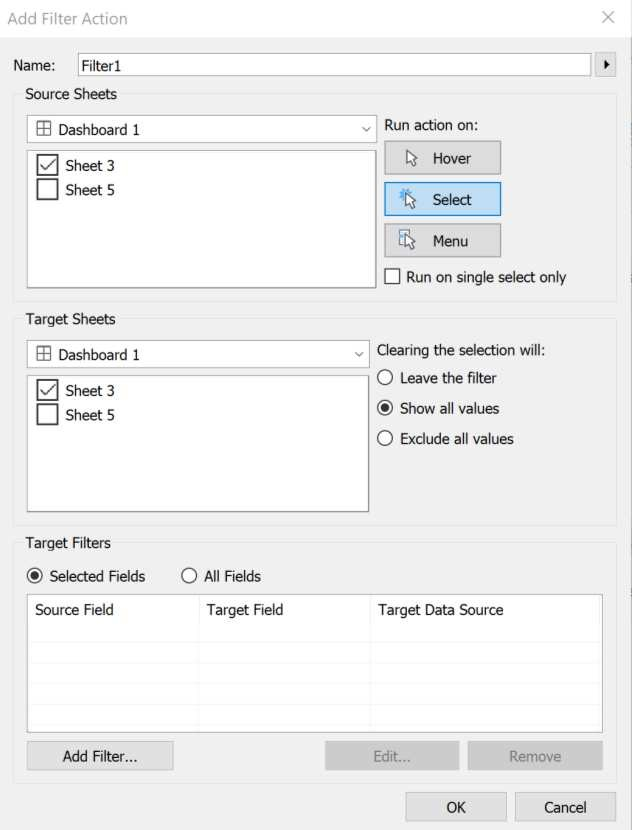 Add Filter Action
Name: Filter1
Source Sheets
Dashboard 1
Run action on:
Sheet 3
Sheet 5
Hover
Select
Menu
Run on single select only
Target Sheets
Dashboard 1
Clearing the selection will:
Sheet 3
Sheet 5
Leave the filter
Show all values
Exclude all values
Target Filters
Selected Fields All Fields
Source Field Target Field Target Data Source
Add Filter... Edit... Remove
OK Cancel